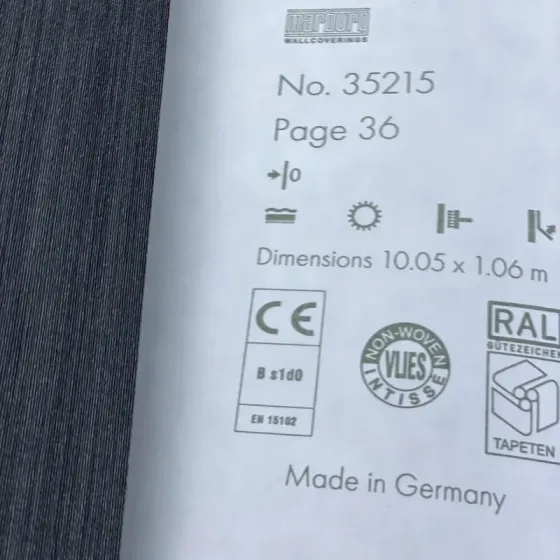 marburg
WALLCOVERINGS
No. 35215
Page 36
0
Dimensions 10.05 x 1.06 m
CE
B s1d0
EN 15102
NON-WOVEN
VLIES
INTISSE
RAL
GÜTEZEICHEN
TAPETEN
Made in Germany